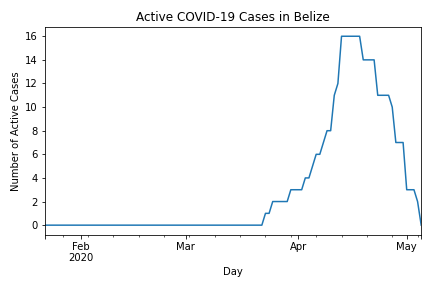 Active COVID-19 Cases in Belize
Number of Active Cases
16
14
12
10
8
6
4
2
0
Feb
2020
Mar
Apr
May
Day